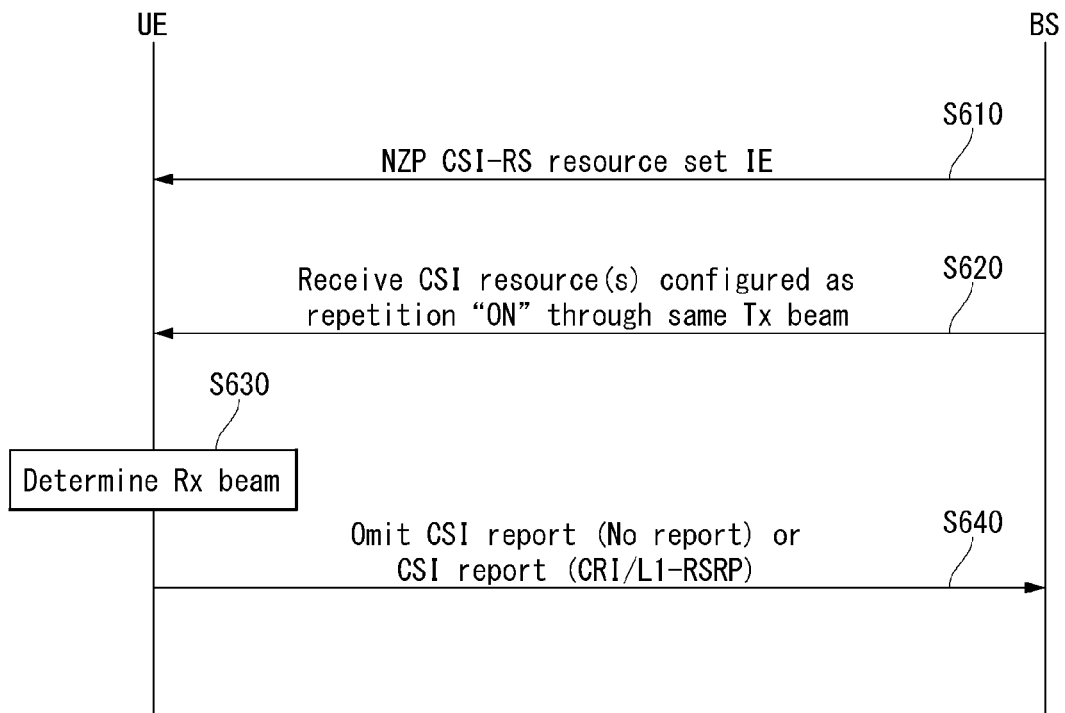 UE
BS
S610
NZP CSI-RS resource set IE
S620
Receive CSI resource(s) configured as
repetition “ON” through same Tx beam
S630
Determine Rx beam
S640
Omit CSI report (No report) or
CSI report (CRI/L1-RSRP)